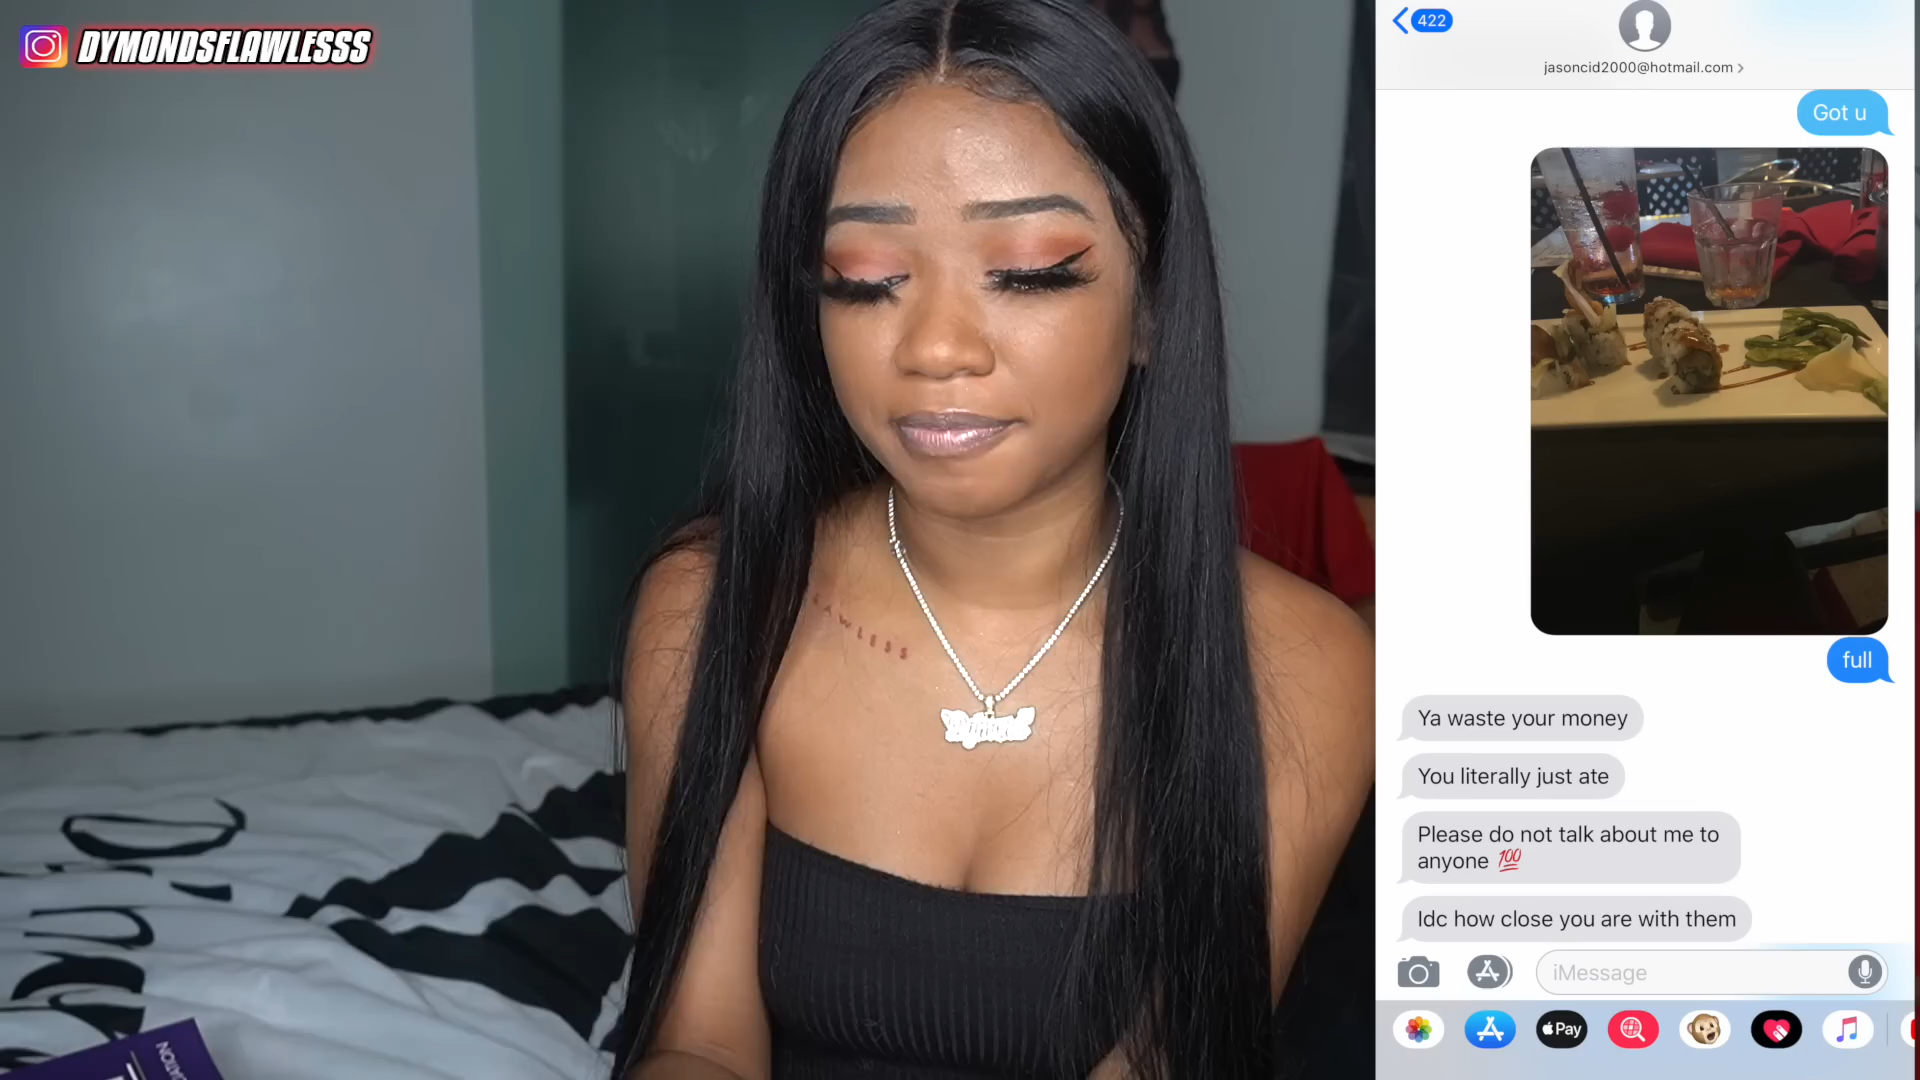 DYMONDSFLAWLESSS
422
jasoncid2000@hotmail.com
Got u
full
Ya waste your money
You literally just ate
Please do not talk about me to
anyone 💯
Idc how close you are with them
iMessage
Pay
LAWLESS